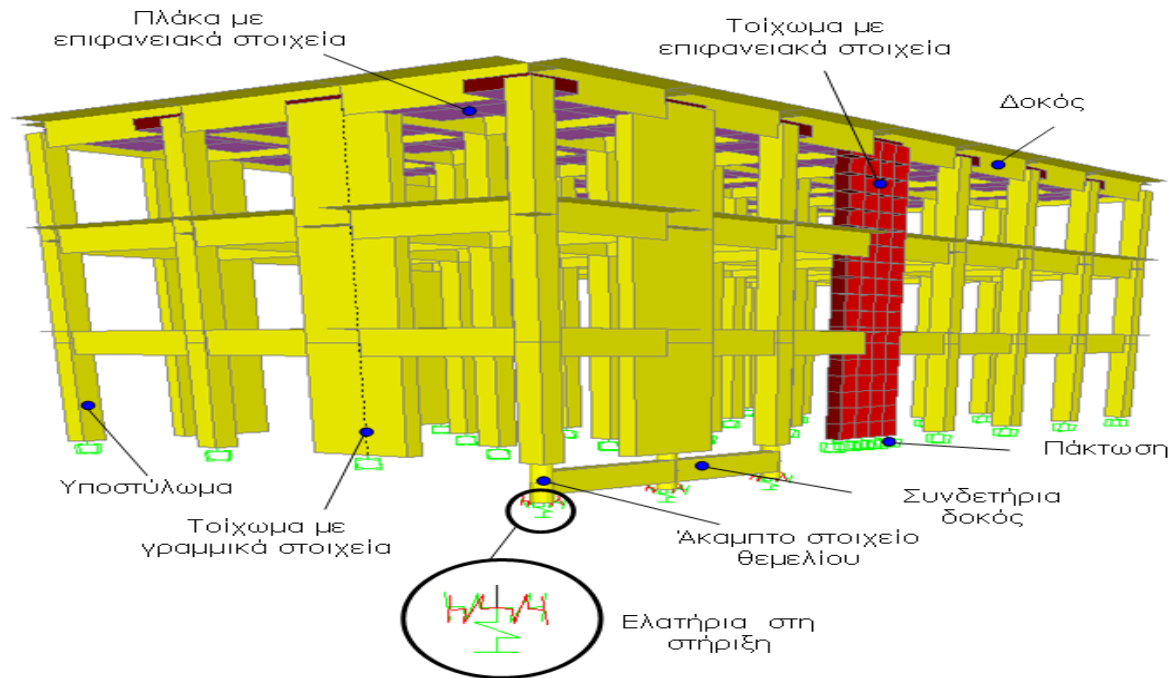 Πλάκα με
επιφανειακά στοιχεία
Τοίχωμα με
επιφανειακά στοιχεία
Δοκός
Πάκτωση
Υποστύλωμα
Συνδετήρια
δοκός
Τοίχωμα με
γραμμικά στοιχεία
Άκαμπτο στοιχείο
θεμελίου
Ελατήρια στη
στήριξη